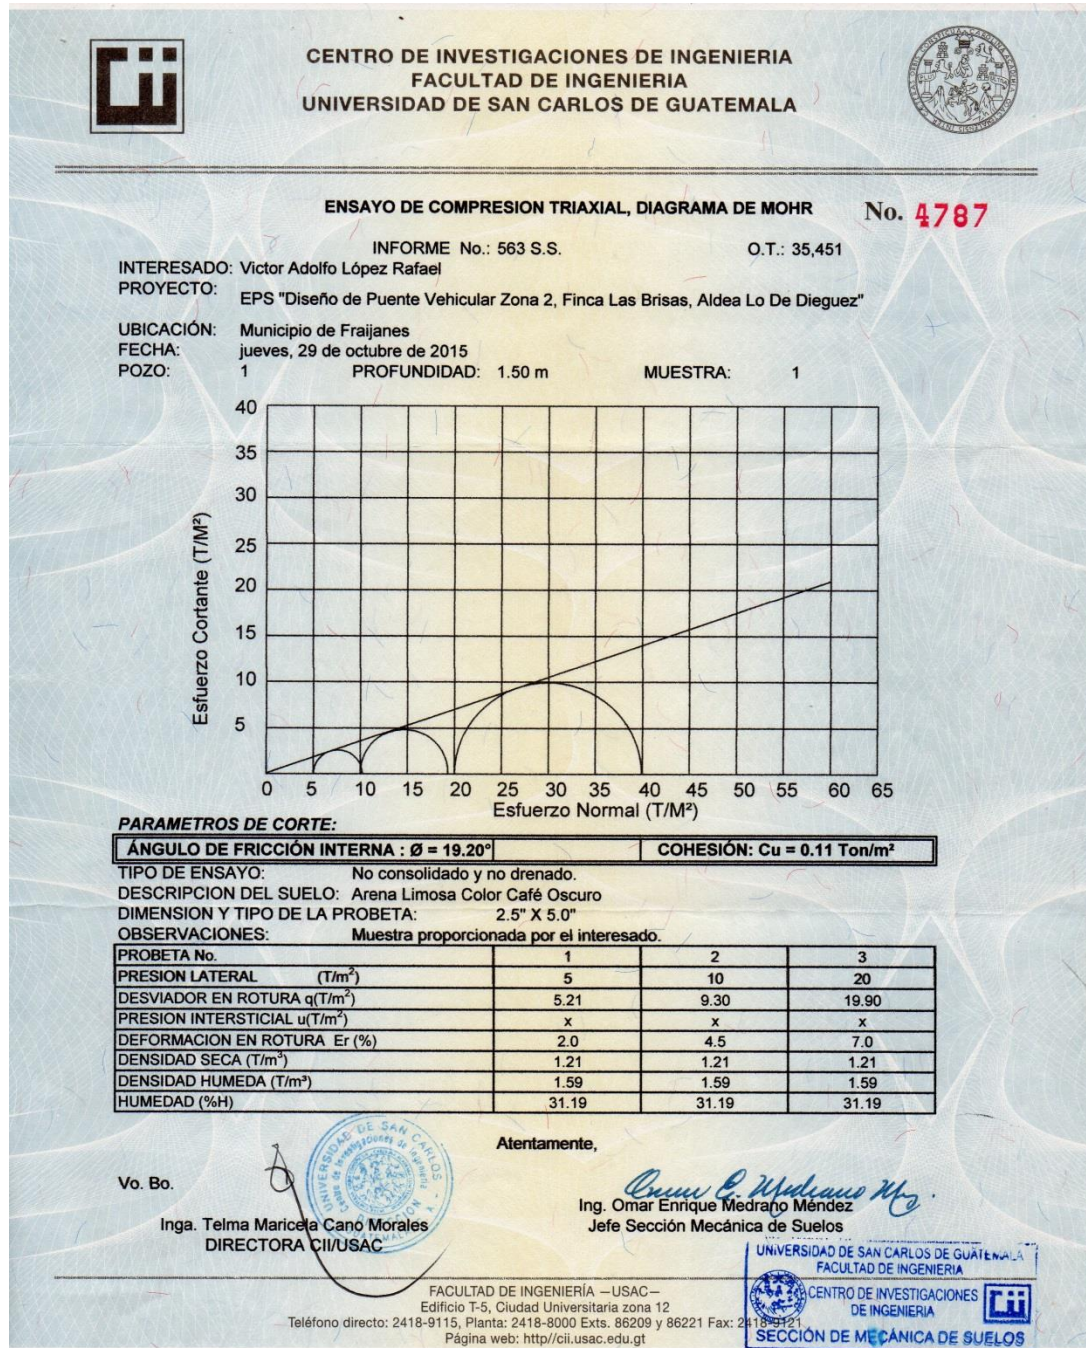 CENTRO DE INVESTIGACIONES DE INGENIERIA
FACULTAD DE INGENIERIA
UNIVERSIDAD DE SAN CARLOS DE GUATEMALA
ENSAYO DE COMPRESION TRIAXIAL, DIAGRAMA DE MOHR No. 4787
INFORME No.: 563 S.S. O.T.: 35,451
INTERESADO: Victor Adolfo López Rafael
PROYECTO: EPS "Diseño de Puente Vehicular Zona 2, Finca Las Brisas, Aldea Lo De Dieguez"
UBICACIÓN: Municipio de Fraijanes
FECHA: jueves, 29 de octubre de 2015
POZO: 1 PROFUNDIDAD: 1.50 m MUESTRA: 1
40
35
30
25
20
15
10
5
Esfuerzo Cortante (T/M²)
0 5 10 15 20 25 30 35 40 45 50 55 60 65
Esfuerzo Normal (T/M²)
PARAMETROS DE CORTE:
ÁNGULO DE FRICCIÓN INTERNA : Ø = 19.20° COHESIÓN: Cu = 0.11 Ton/m²
TIPO DE ENSAYO: No consolidado y no drenado.
DESCRIPCION DEL SUELO: Arena Limosa Color Café Oscuro
DIMENSION Y TIPO DE LA PROBETA: 2.5" X 5.0"
OBSERVACIONES: Muestra proporcionada por el interesado.
PROBETA No. 1 2 3
PRESION LATERAL (T/m²) 5 10 20
DESVIADOR EN ROTURA q(T/m²) 5.21 9.30 19.90
PRESION INTERSTICIAL u(T/m²) x x x
DEFORMACION EN ROTURA Er (%) 2.0 4.5 7.0
DENSIDAD SECA (T/m³) 1.21 1.21 1.21
DENSIDAD HUMEDA (T/m³) 1.59 1.59 1.59
HUMEDAD (%H) 31.19 31.19 31.19
Atentamente,
Vo. Bo.
Inga. Telma Maricela Cano Morales
DIRECTORA CII/USAC
Ing. Omar Enrique Medrano Méndez
Jefe Sección Mecánica de Suelos
UNIVERSIDAD DE SAN CARLOS DE GUATEMALA
FACULTAD DE INGENIERIA
CENTRO DE INVESTIGACIONES
DE INGENIERIA
SECCIÓN DE MECÁNICA DE SUELOS
FACULTAD DE INGENIERÍA —USAC—
Edificio T-5, Ciudad Universitaria zona 12
Teléfono directo: 2418-9115, Planta: 2418-8000 Exts. 86209 y 86221 Fax: 2418-9121
Página web: http//cii.usac.edu.gt